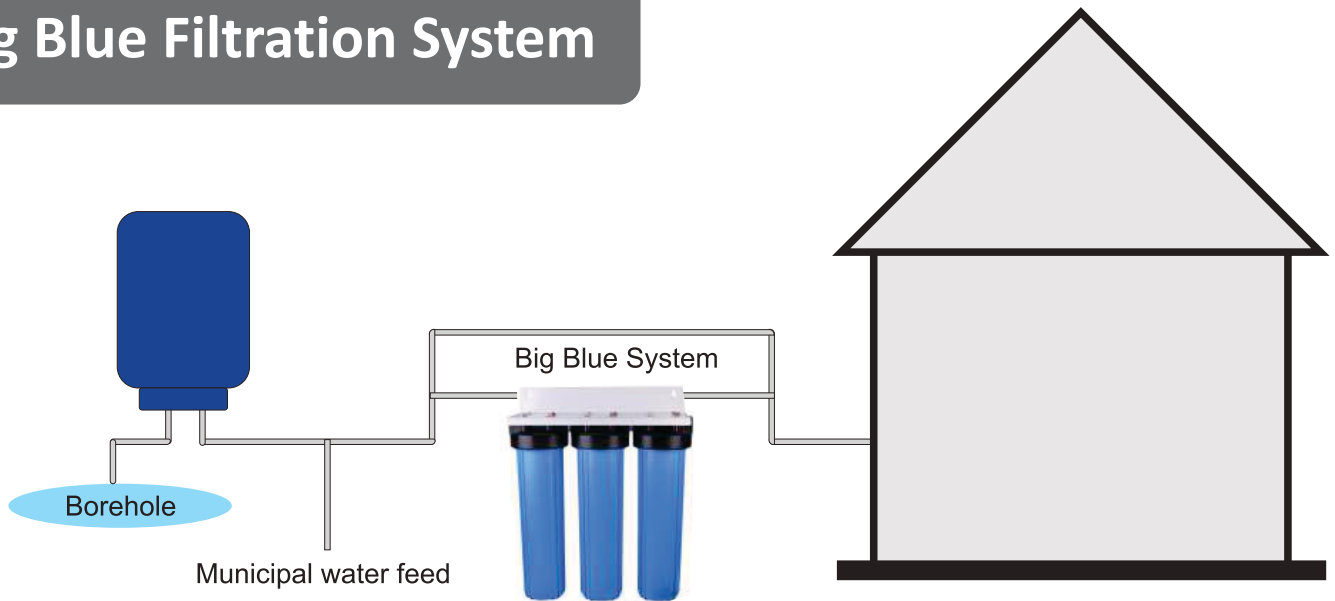 g Blue Filtration System
Big Blue System
Borehole
Municipal water feed